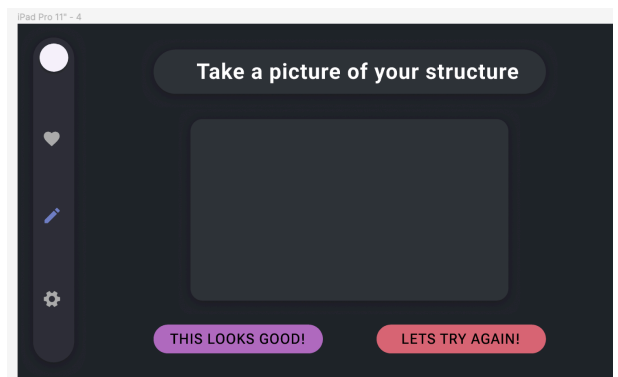 iPad Pro 11" - 4
Take a picture of your structure
THIS LOOKS GOOD!
LETS TRY AGAIN!